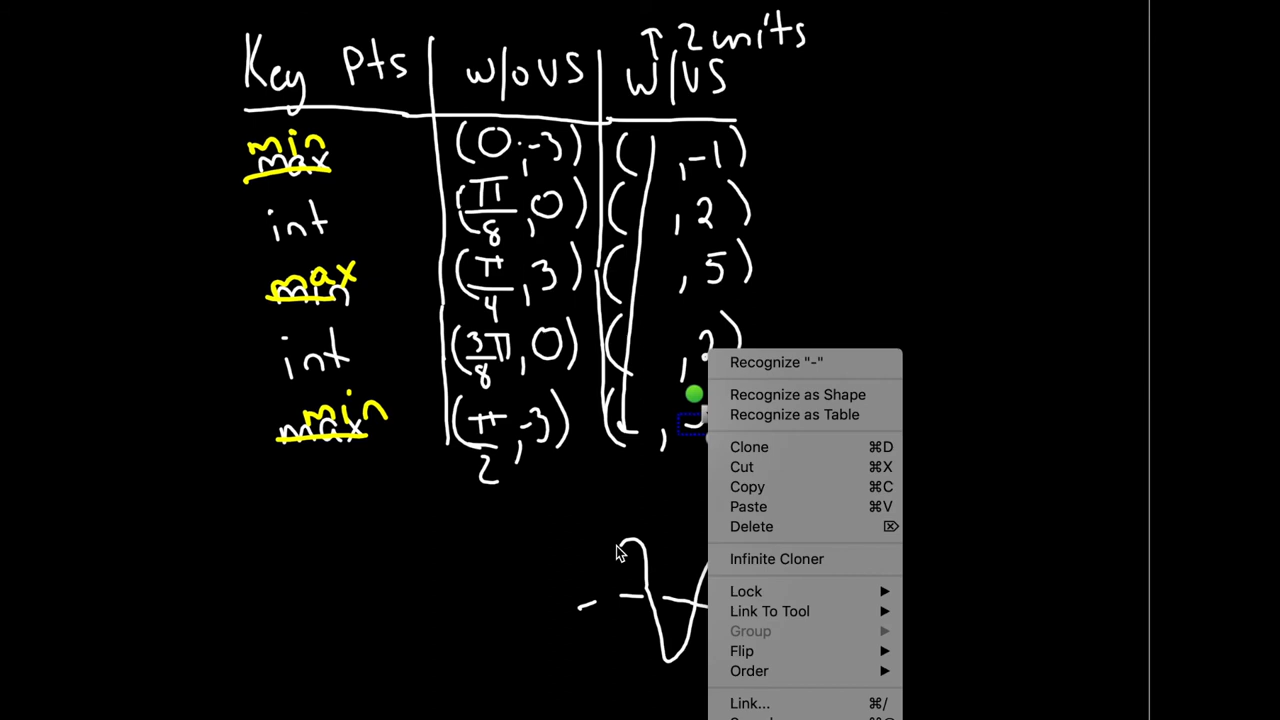 ↑ 2 units
Key Pts | w/o VS | w/VS
min
max (0, -3) ( , -1)
int (π/8, 0) ( , 2)
max
min (π/4, 3) ( , 5)
int (3π/8, 0) ( , 2)
min
max (π/2, -3) ( ,
Recognize "-"
Recognize as Shape
Recognize as Table
Clone ⌘D
Cut ⌘X
Copy ⌘C
Paste ⌘V
Delete ⌦
Infinite Cloner
Lock ▶
Link To Tool ▶
Group ▶
Flip ▶
Order ▶
Link... ⌘/